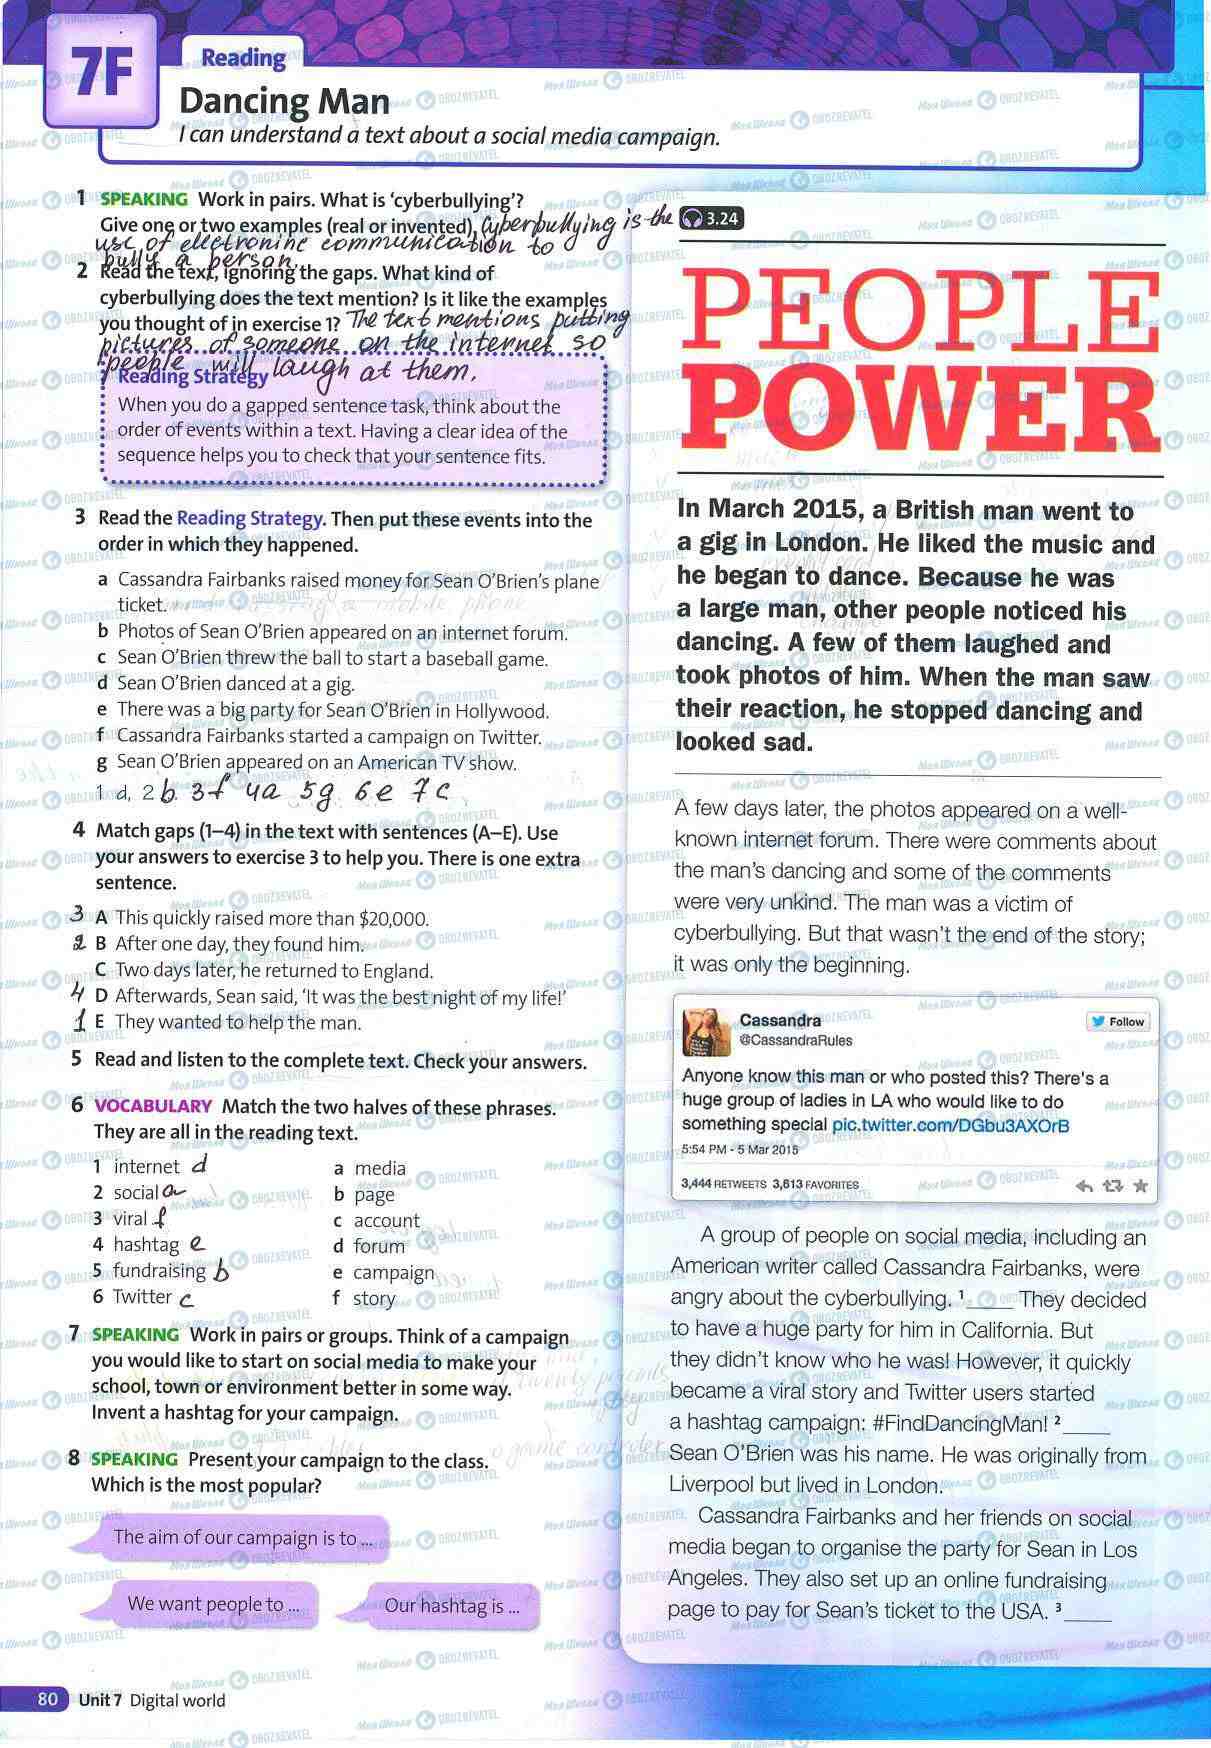 7F
Reading
Dancing Man
I can understand a text about a social media campaign.
1 SPEAKING Work in pairs. What is ‘cyberbullying’?
Give one or two examples (real or invented). Cyberbullying is the
use of electronine communication to
bully a person.
2 Read the text, ignoring the gaps. What kind of
cyberbullying does the text mention? Is it like the examples
you thought of in exercise 1? The text mentions putting
pictures of someone on the internet so
people will laugh at them.
Reading Strategy
When you do a gapped sentence task, think about the
order of events within a text. Having a clear idea of the
sequence helps you to check that your sentence fits.
3 Read the Reading Strategy. Then put these events into the
order in which they happened.
a Cassandra Fairbanks raised money for Sean O’Brien’s plane
ticket.
b Photos of Sean O’Brien appeared on an internet forum.
c Sean O’Brien threw the ball to start a baseball game.
d Sean O’Brien danced at a gig.
e There was a big party for Sean O’Brien in Hollywood.
f Cassandra Fairbanks started a campaign on Twitter.
g Sean O’Brien appeared on an American TV show.
1 d, 2 b. 3 f 4a 5g 6e 7c
4 Match gaps (1–4) in the text with sentences (A–E). Use
your answers to exercise 3 to help you. There is one extra
sentence.
3 A This quickly raised more than $20,000.
2 B After one day, they found him.
C Two days later, he returned to England.
4 D Afterwards, Sean said, ‘It was the best night of my life!’
1 E They wanted to help the man.
5 Read and listen to the complete text. Check your answers.
6 VOCABULARY Match the two halves of these phrases.
They are all in the reading text.
1 internet d a media
2 social a b page
3 viral f c account
4 hashtag e d forum
5 fundraising b e campaign
6 Twitter c f story
7 SPEAKING Work in pairs or groups. Think of a campaign
you would like to start on social media to make your
school, town or environment better in some way.
Invent a hashtag for your campaign.
8 SPEAKING Present your campaign to the class.
Which is the most popular?
The aim of our campaign is to ...
We want people to ...
Our hashtag is ...
80 Unit 7 Digital world
3.24
PEOPLE
POWER
In March 2015, a British man went to
a gig in London. He liked the music and
he began to dance. Because he was
a large man, other people noticed his
dancing. A few of them laughed and
took photos of him. When the man saw
their reaction, he stopped dancing and
looked sad.
A few days later, the photos appeared on a well-
known internet forum. There were comments about
the man’s dancing and some of the comments
were very unkind. The man was a victim of
cyberbullying. But that wasn’t the end of the story;
it was only the beginning.
Cassandra
@CassandraRules
Follow
Anyone know this man or who posted this? There's a
huge group of ladies in LA who would like to do
something special pic.twitter.com/DGbu3AXOrB
5:54 PM - 5 Mar 2015
3,444 RETWEETS 3,613 FAVORITES
A group of people on social media, including an
American writer called Cassandra Fairbanks, were
angry about the cyberbullying. 1____ They decided
to have a huge party for him in California. But
they didn’t know who he was! However, it quickly
became a viral story and Twitter users started
a hashtag campaign: #FindDancingMan! 2____
Sean O’Brien was his name. He was originally from
Liverpool but lived in London.
Cassandra Fairbanks and her friends on social
media began to organise the party for Sean in Los
Angeles. They also set up an online fundraising
page to pay for Sean’s ticket to the USA. 3____